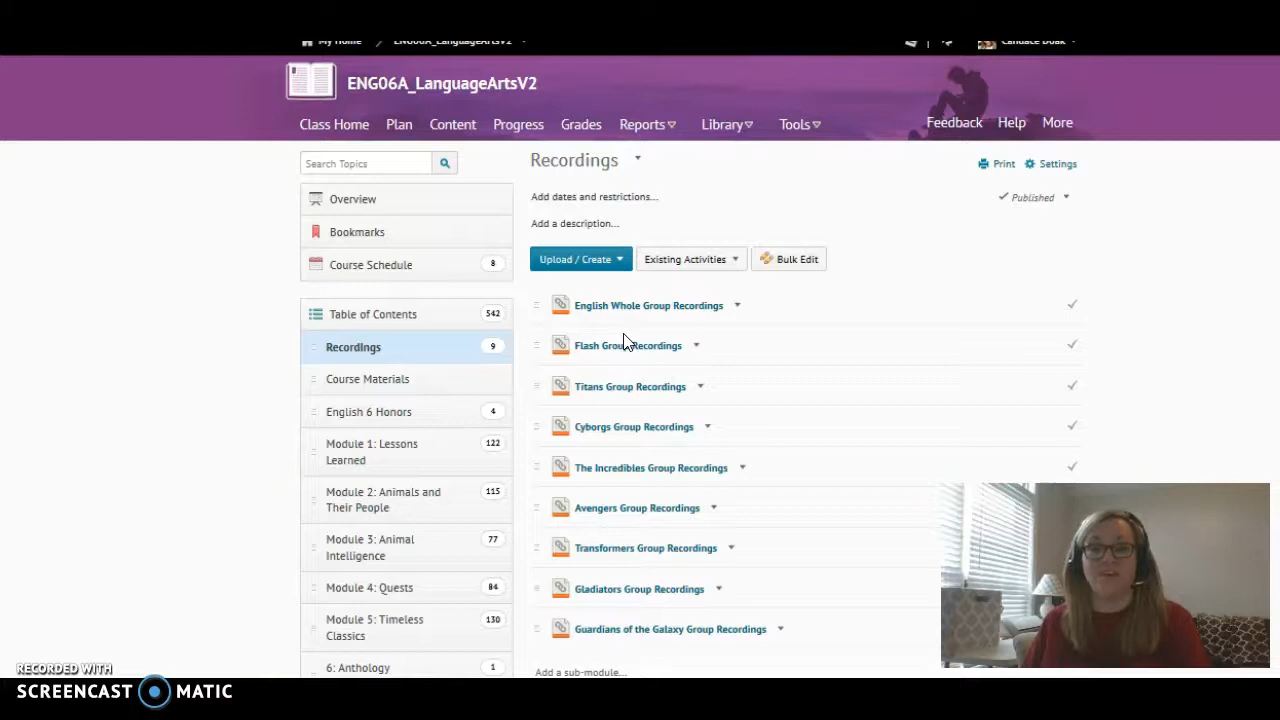 My Home ENG06A_LanguageArtsV2 Candace Doak
ENG06A_LanguageArtsV2
Class Home Plan Content Progress Grades Reports Library Tools Feedback Help More
Search Topics
Overview
Bookmarks
Course Schedule 8
Table of Contents 542
Recordings 9
Course Materials
English 6 Honors 4
Module 1: Lessons Learned 122
Module 2: Animals and Their People 115
Module 3: Animal Intelligence 77
Module 4: Quests 84
Module 5: Timeless Classics 130
6: Anthology 1
Recordings
Print Settings
Add dates and restrictions...
Published
Add a description...
Upload / Create Existing Activities Bulk Edit
English Whole Group Recordings
Flash Group Recordings
Titans Group Recordings
Cyborgs Group Recordings
The Incredibles Group Recordings
Avengers Group Recordings
Transformers Group Recordings
Gladiators Group Recordings
Guardians of the Galaxy Group Recordings
Add a sub-module...
RECORDED WITH
SCREENCAST MATIC